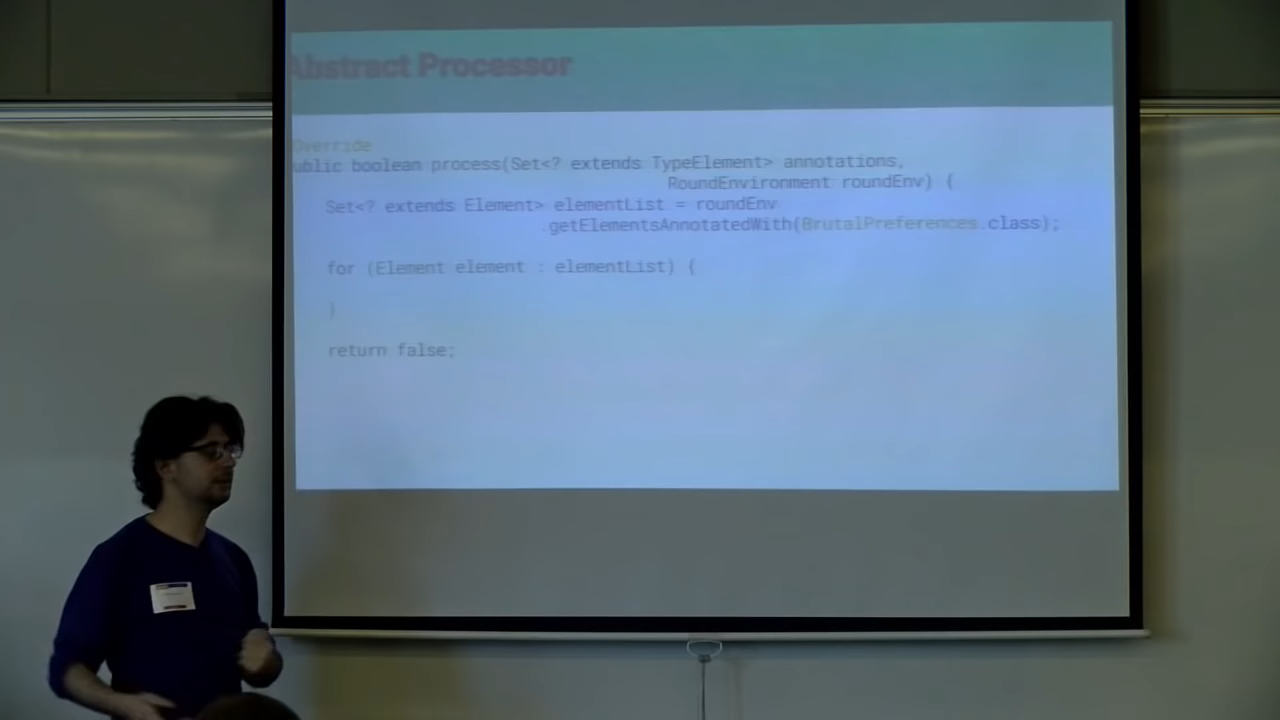 Abstract Processor
Override
ublic boolean process(Set<? extends TypeElement> annotations,
RoundEnvironment roundEnv) {
Set<? extends Element> elementList = roundEnv
.getElementsAnnotatedWith(BrutalPreferences.class);
for (Element element : elementList) {
}
return false;